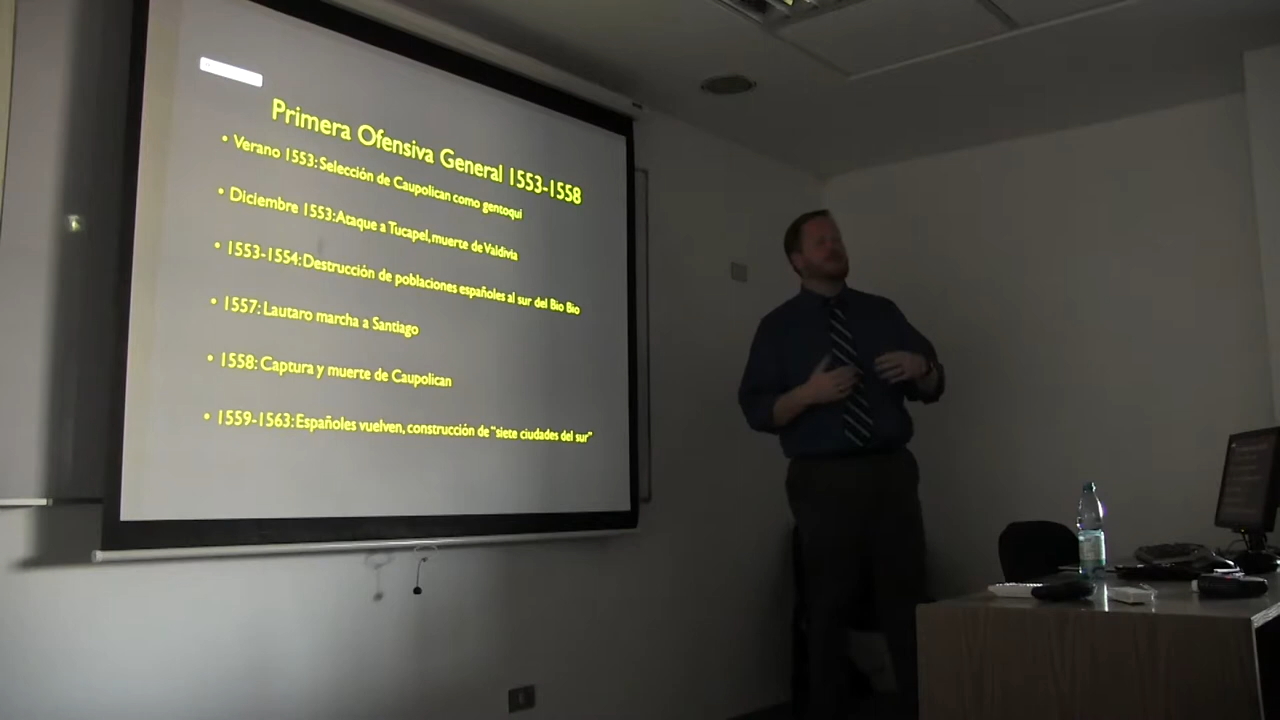 Primera Ofensiva General 1553-1558
• Verano 1553: Selección de Caupolican como gentoqui
• Diciembre 1553: Ataque a Tucapel, muerte de Valdivia
• 1553-1554: Destrucción de poblaciones españoles al sur del Bio Bio
• 1557: Lautaro marcha a Santiago
• 1558: Captura y muerte de Caupolican
• 1559-1563: Españoles vuelven, construcción de "siete ciudades del sur"